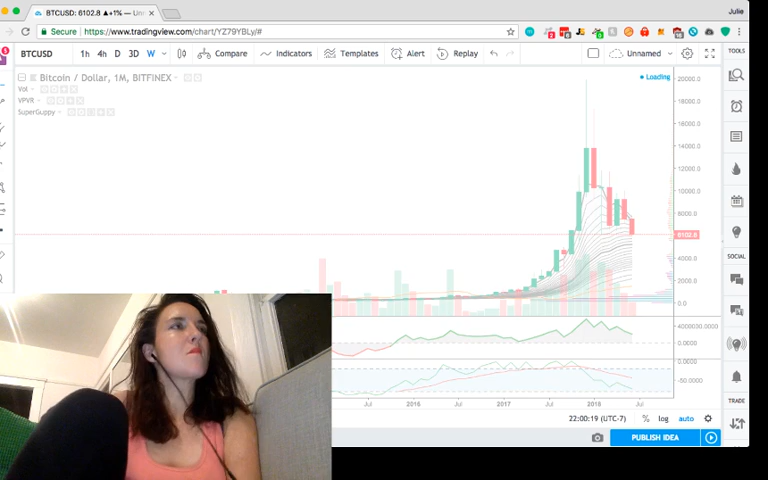 BTCUSD: 6102.8 ▲+1% — Unn
Julie
Secure
https://www.tradingview.com/chart/YZ79YBLy/#
BTCUSD 1h 4h D 3D W Compare Indicators Templates Alert Replay Unnamed
TOOLS
Bitcoin / Dollar, 1M, BITFINEX
Loading
Vol
VPVR
SuperGuppy
20000.0
18000.0
16000.0
14000.0
12000.0
10000.0
8000.0
6102.8
4000.0
2000.0
0.0
SOCIAL
4000000.0000
0.0000
0.0000
-50.0000
TRADE
Jul 2016 Jul 2017 Jul 2018 Jul
22:00:19 (UTC-7) % log auto
PUBLISH IDEA